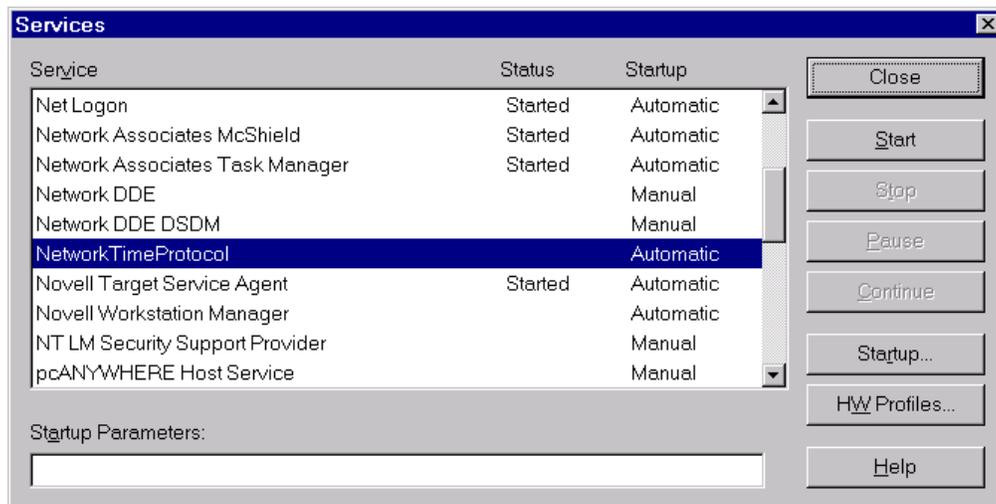 Services
Service Status Startup
Net Logon Started Automatic
Network Associates McShield Started Automatic
Network Associates Task Manager Started Automatic
Network DDE Manual
Network DDE DSDM Manual
NetworkTimeProtocol Automatic
Novell Target Service Agent Started Automatic
Novell Workstation Manager Automatic
NT LM Security Support Provider Manual
pcANYWHERE Host Service Manual
Startup Parameters:
Close
Start
Stop
Pause
Continue
Startup...
HW Profiles...
Help